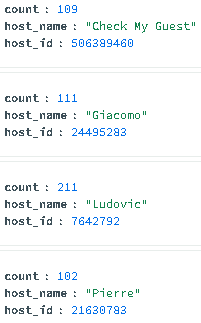 count : 109
host_name : "Check My Guest"
host_id : 506389460
count : 111
host_name : "Giacomo"
host_id : 24495283
count : 211
host_name : "Ludovic"
host_id : 7642792
count : 102
host_name : "Pierre"
host_id : 21630783